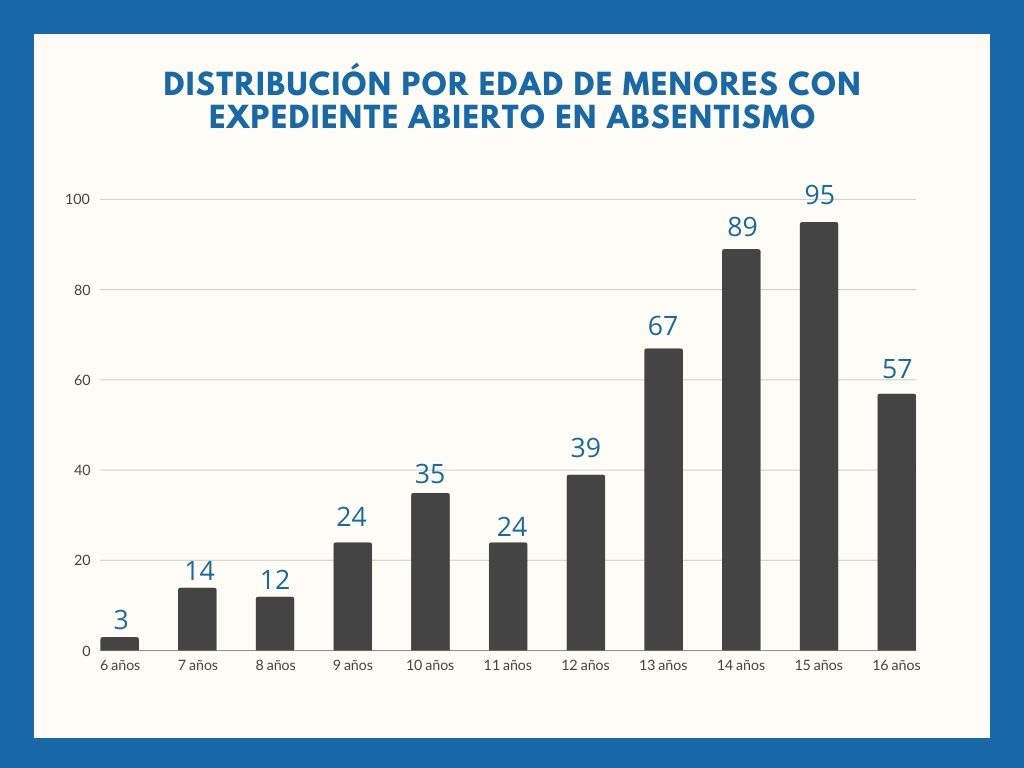 DISTRIBUCIÓN POR EDAD DE MENORES CON
EXPEDIENTE ABIERTO EN ABSENTISMO
100
80
60
40
20
0
3
14
12
24
35
24
39
67
89
95
57
6 años
7 años
8 años
9 años
10 años
11 años
12 años
13 años
14 años
15 años
16 años